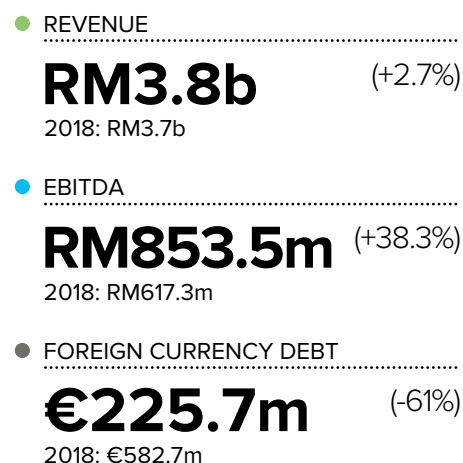 REVENUE
RM3.8b (+2.7%)
2018: RM3.7b
EBITDA
RM853.5m (+38.3%)
2018: RM617.3m
FOREIGN CURRENCY DEBT
€225.7m (-61%)
2018: €582.7m